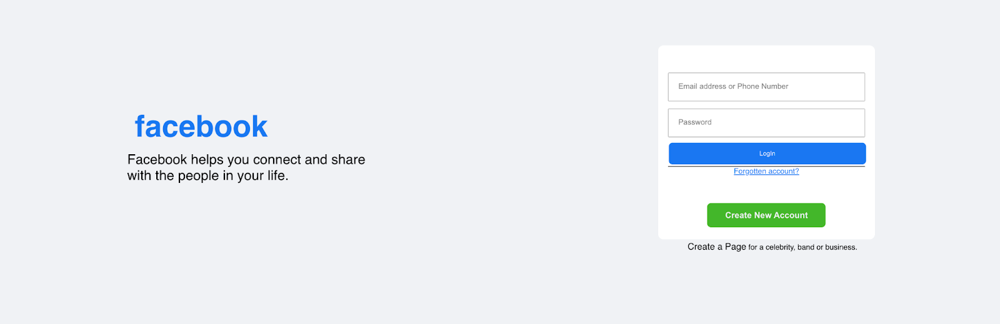 facebook
Facebook helps you connect and share
with the people in your life.
Email address or Phone Number
Password
LogIn
Forgotten account?
Create New Account
Create a Page for a celebrity, band or business.